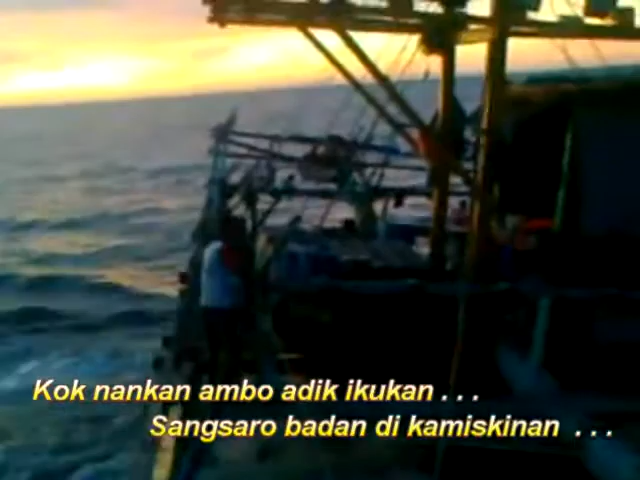 Kok nankan ambo adik ikukan . . .
Sangsaro badan di kamiskinan . . .